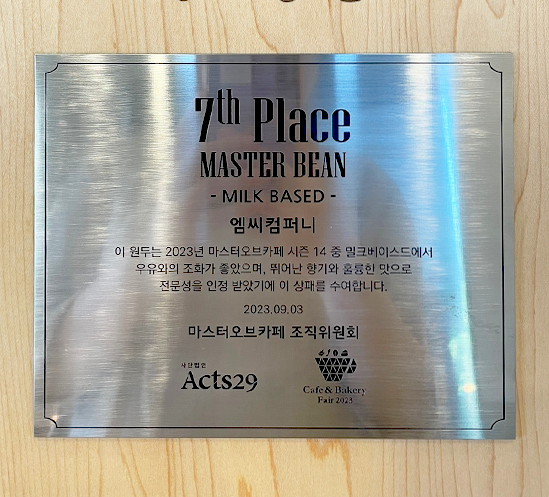 7th Place
MASTER BEAN
- MILK BASED -
엠씨컴퍼니
이 원두는 2023년 마스터오브카페 시즌 14 중 밀크베이스드에서
우유와의 조화가 좋았으며, 뛰어난 향기와 훌륭한 맛으로
전문성을 인정 받았기에 이 상패를 수여합니다.
2023.09.03
마스터오브카페 조직위원회
사단법인
Acts29
Cafe & Bakery
Fair 2023